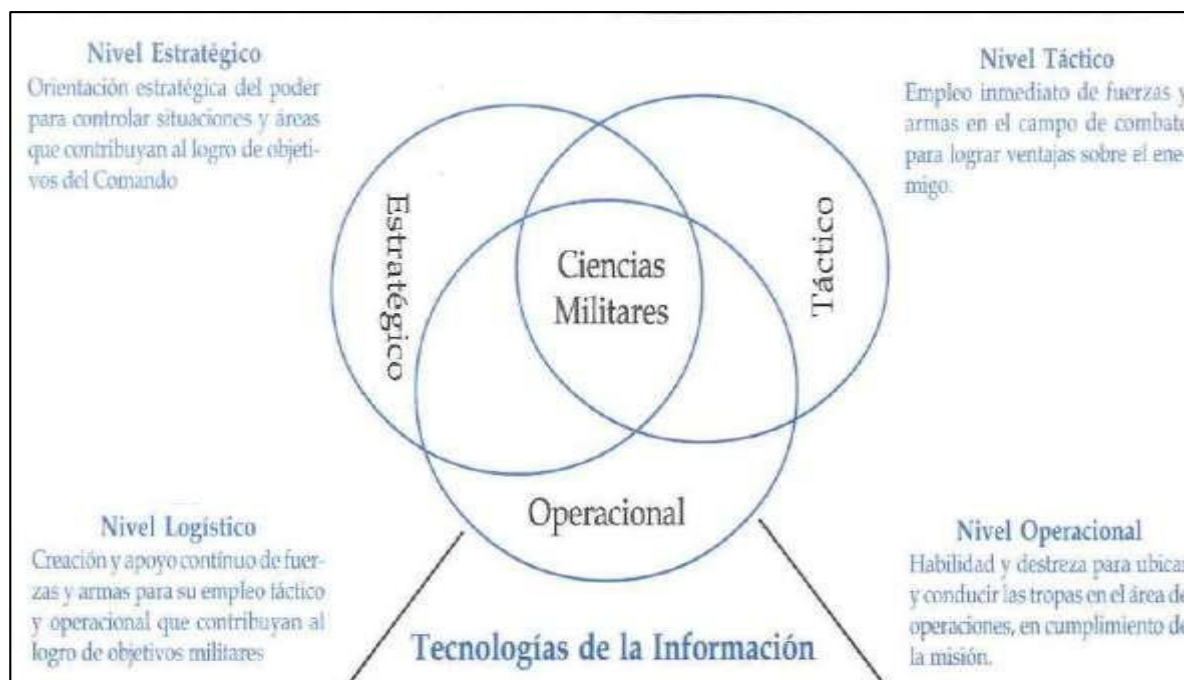 Nivel Estratégico
Orientación estratégica del poder
para controlar situaciones y áreas
que contribuyan al logro de objeti-
vos del Comando
Nivel Táctico
Empleo inmediato de fuerzas y
armas en el campo de combate
para lograr ventajas sobre el ene-
migo.
Estratégico
Ciencias
Militares
Táctico
Operacional
Nivel Logístico
Creación y apoyo contínuo de fuer-
zas y armas para su empleo táctico
y operacional que contribuyan al
logro de objetivos militares
Nivel Operacional
Habilidad y destreza para ubicar
y conducir las tropas en el área de
operaciones, en cumplimiento de
la misión.
Tecnologías de la Información